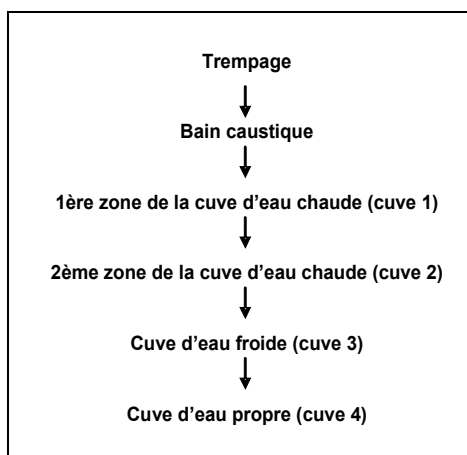 Trempage
Bain caustique
1ère zone de la cuve d'eau chaude (cuve 1)
2ème zone de la cuve d'eau chaude (cuve 2)
Cuve d'eau froide (cuve 3)
Cuve d'eau propre (cuve 4)